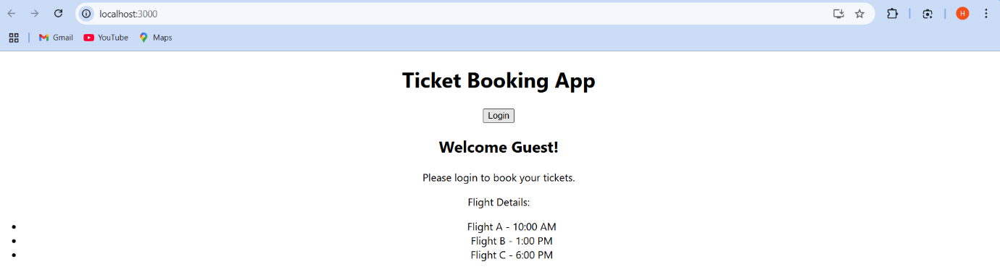 localhost:3000
H
Gmail YouTube Maps
Ticket Booking App
Login
Welcome Guest!
Please login to book your tickets.
Flight Details:
• Flight A - 10:00 AM
• Flight B - 1:00 PM
• Flight C - 6:00 PM